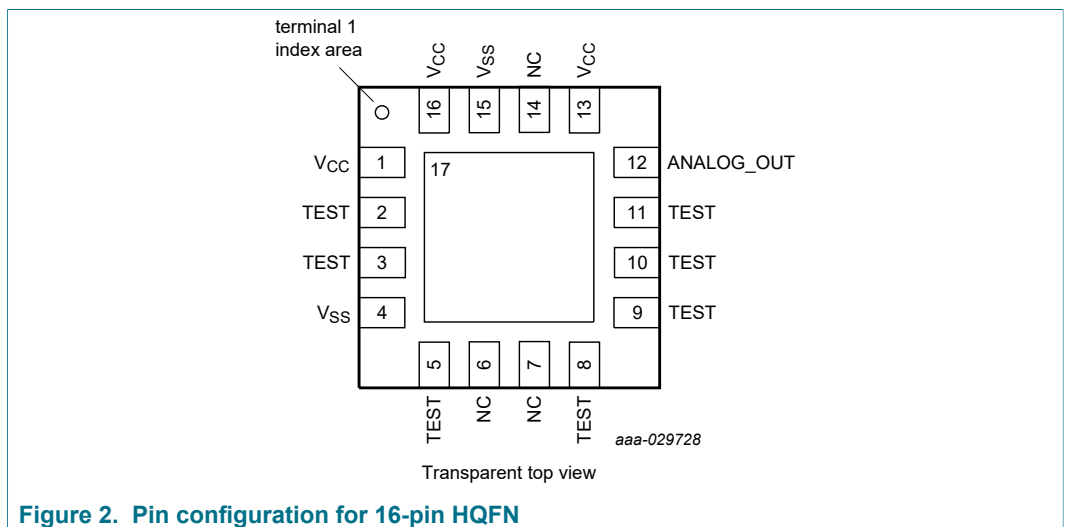 terminal 1
index area
VCC
VSS
NC
VCC
16
15
14
13
VCC
1
17
12
ANALOG_OUT
TEST
2
11
TEST
TEST
3
10
TEST
VSS
4
9
TEST
5
6
7
8
TEST
NC
NC
TEST
aaa-029728
Transparent top view
Figure 2. Pin configuration for 16-pin HQFN